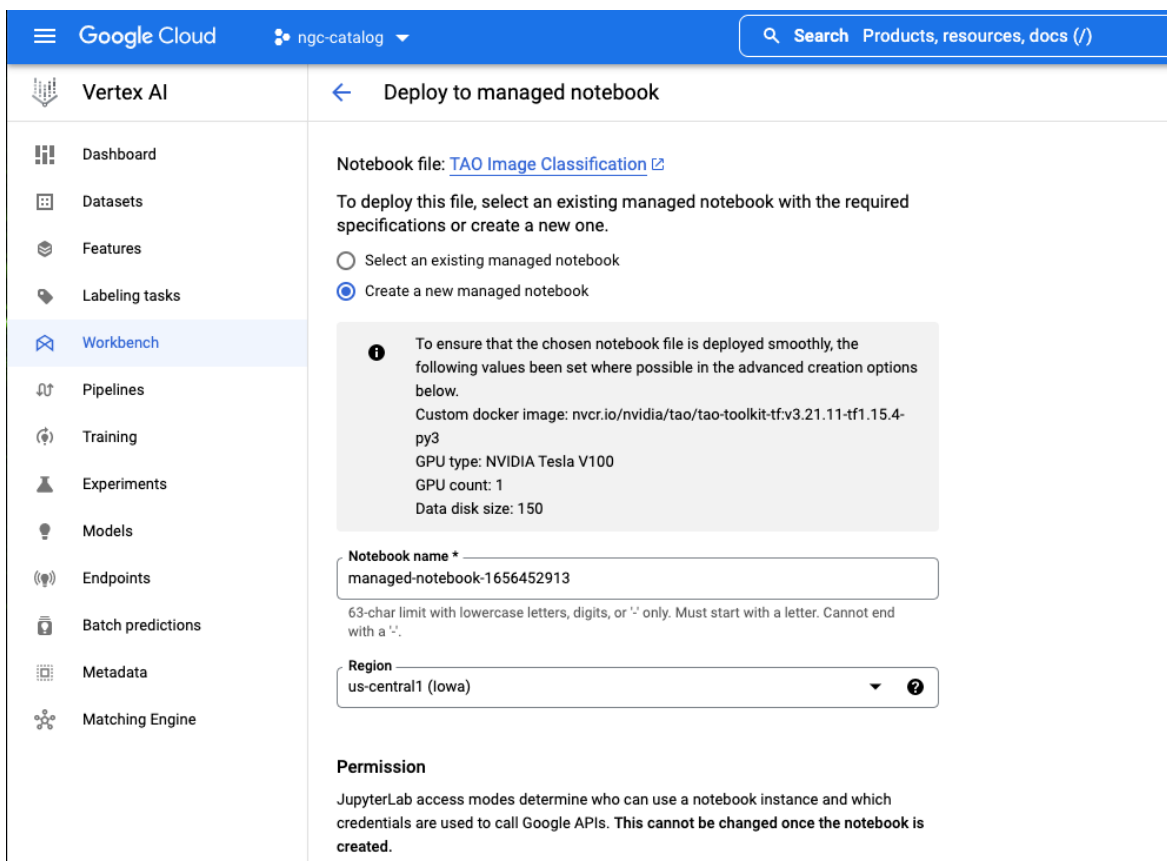 Google Cloud
ngc-catalog
Search Products, resources, docs (/)
Vertex AI
Dashboard
Datasets
Features
Labeling tasks
Workbench
Pipelines
Training
Experiments
Models
Endpoints
Batch predictions
Metadata
Matching Engine
Deploy to managed notebook
Notebook file: TAO Image Classification
To deploy this file, select an existing managed notebook with the required
specifications or create a new one.
Select an existing managed notebook
Create a new managed notebook
To ensure that the chosen notebook file is deployed smoothly, the
following values been set where possible in the advanced creation options
below.
Custom docker image: nvcr.io/nvidia/tao/tao-toolkit-tf:v3.21.11-tf1.15.4-
py3
GPU type: NVIDIA Tesla V100
GPU count: 1
Data disk size: 150
Notebook name *
managed-notebook-1656452913
63-char limit with lowercase letters, digits, or '-' only. Must start with a letter. Cannot end
with a '-'.
Region
us-central1 (Iowa)
Permission
JupyterLab access modes determine who can use a notebook instance and which
credentials are used to call Google APIs. This cannot be changed once the notebook is
created.